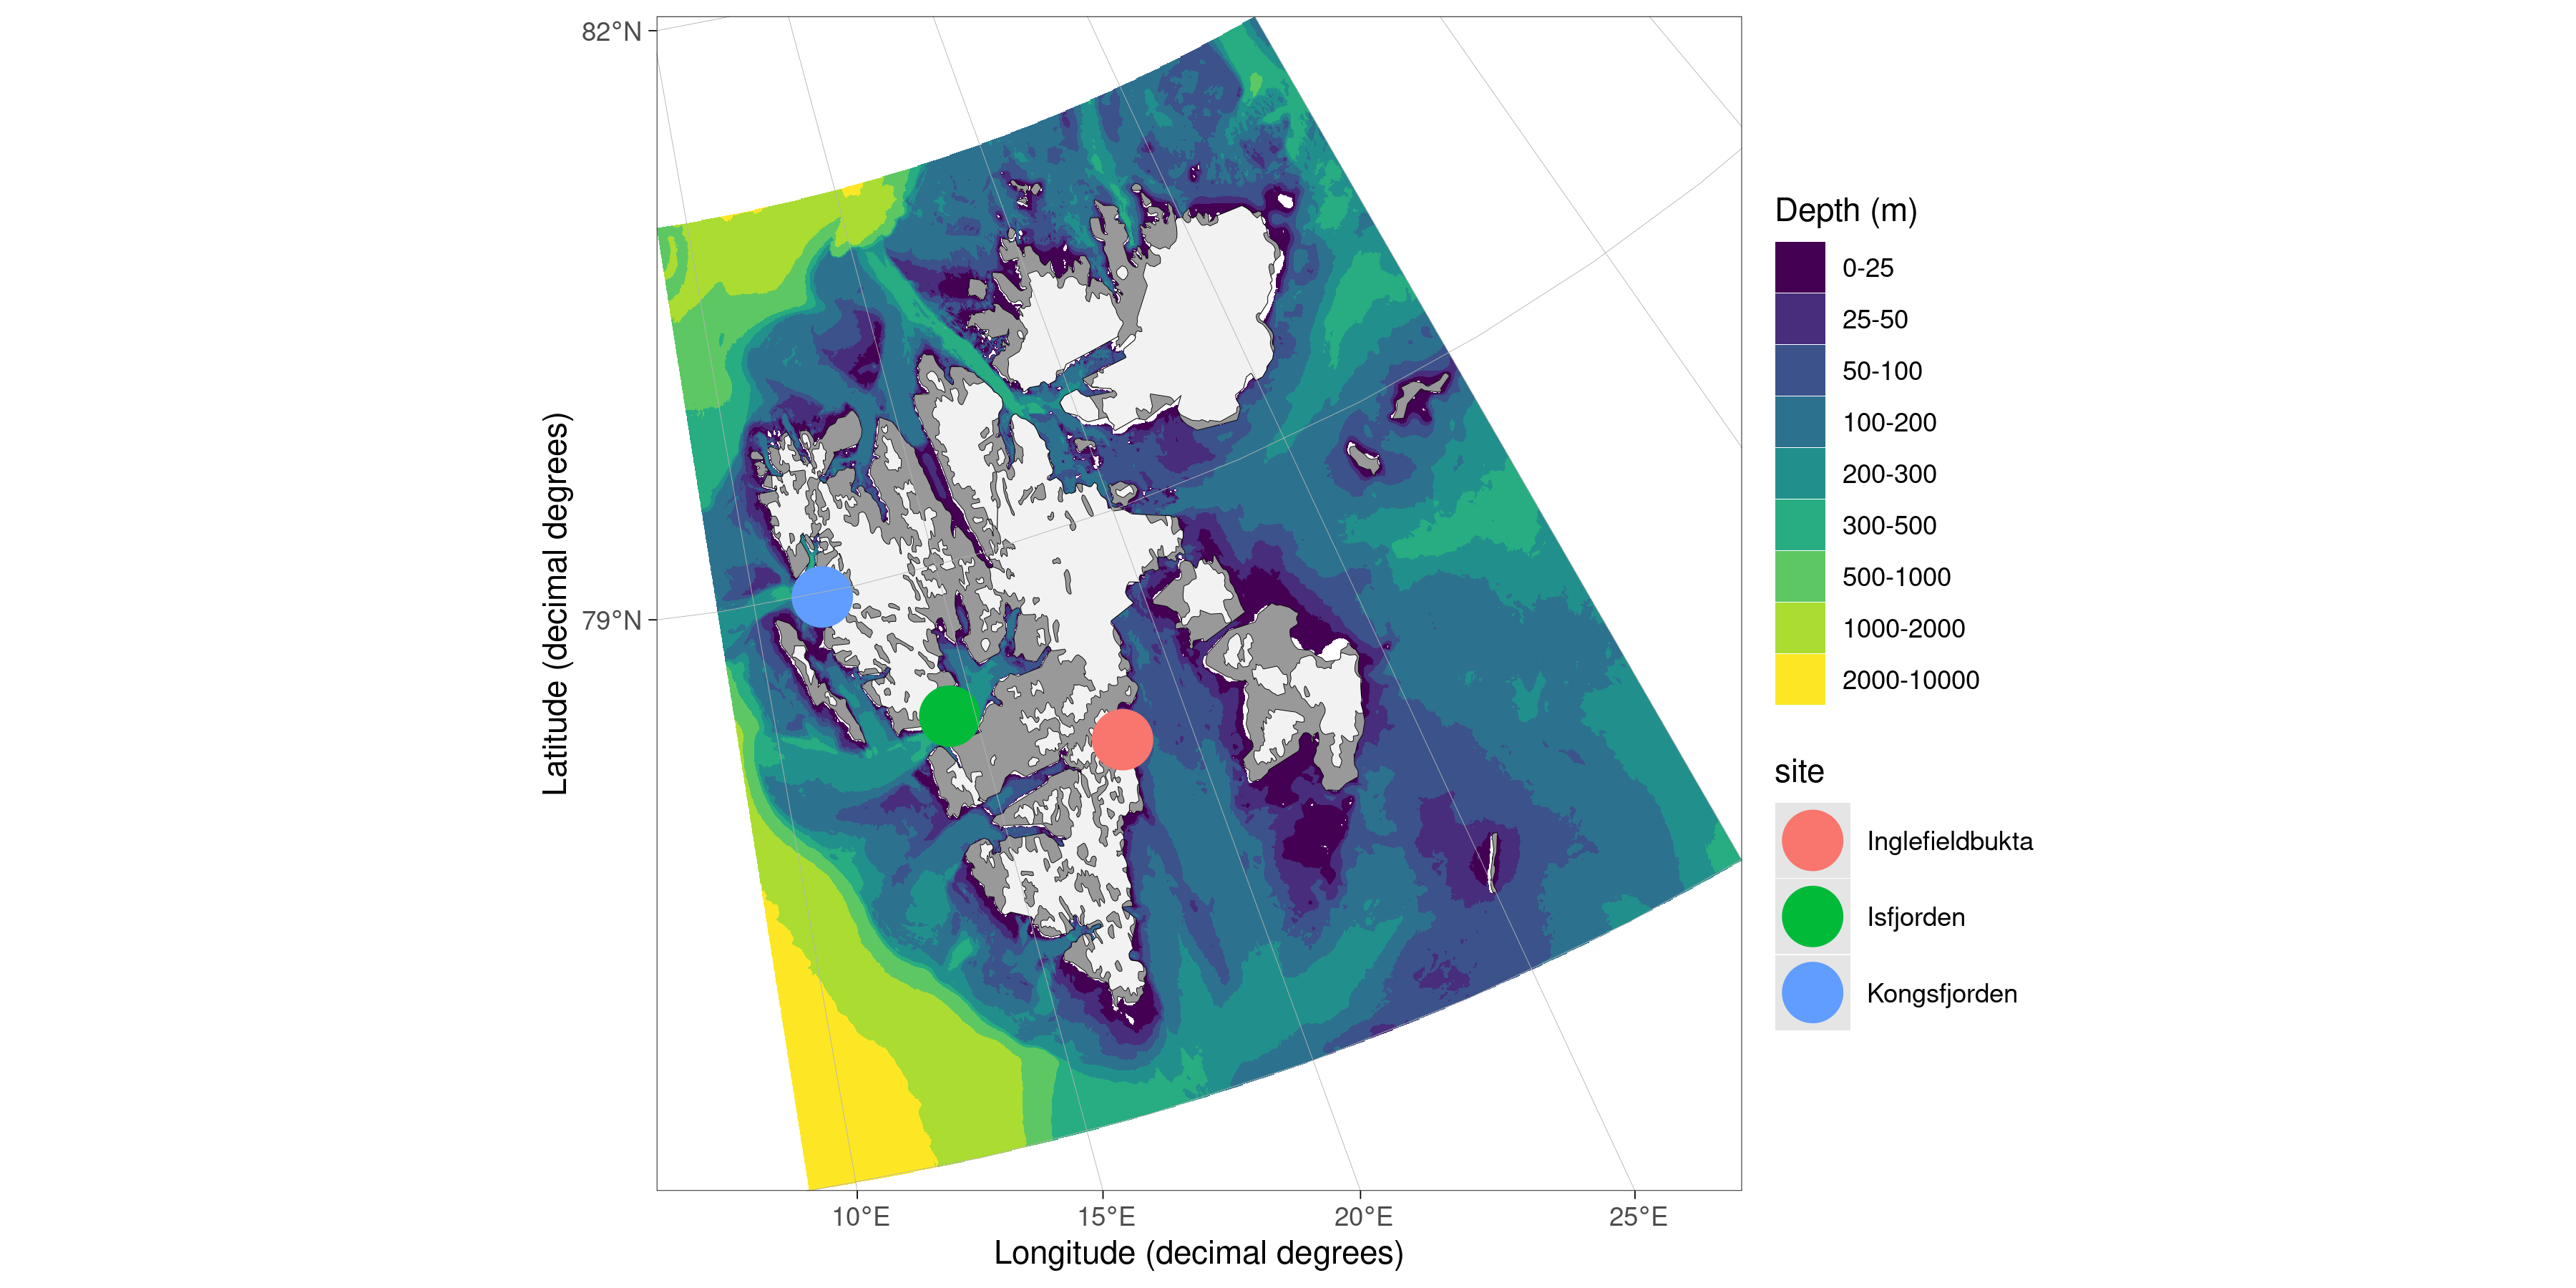 82°N
79°N
Latitude (decimal degrees)
10°E
15°E
20°E
25°E
Longitude (decimal degrees)
Depth (m)
0-25
25-50
50-100
100-200
200-300
300-500
500-1000
1000-2000
2000-10000
site
Inglefieldbukta
Isfjorden
Kongsfjorden